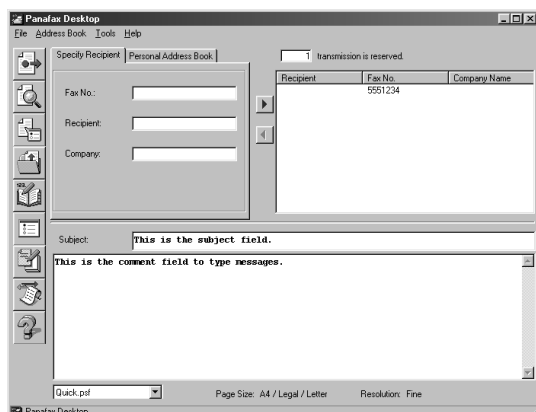 Panafax Desktop
File Address Book Tools Help
Specify Recipient Personal Address Book
1 transmission is reserved.
Recipient Fax No. Company Name
5551234
Fax No.:
Recipient:
Company:
Subject: This is the subject field.
This is the comment field to type messages.
Quick.psf Page Size: A4 / Legal / Letter Resolution: Fine
Panafax Desktop